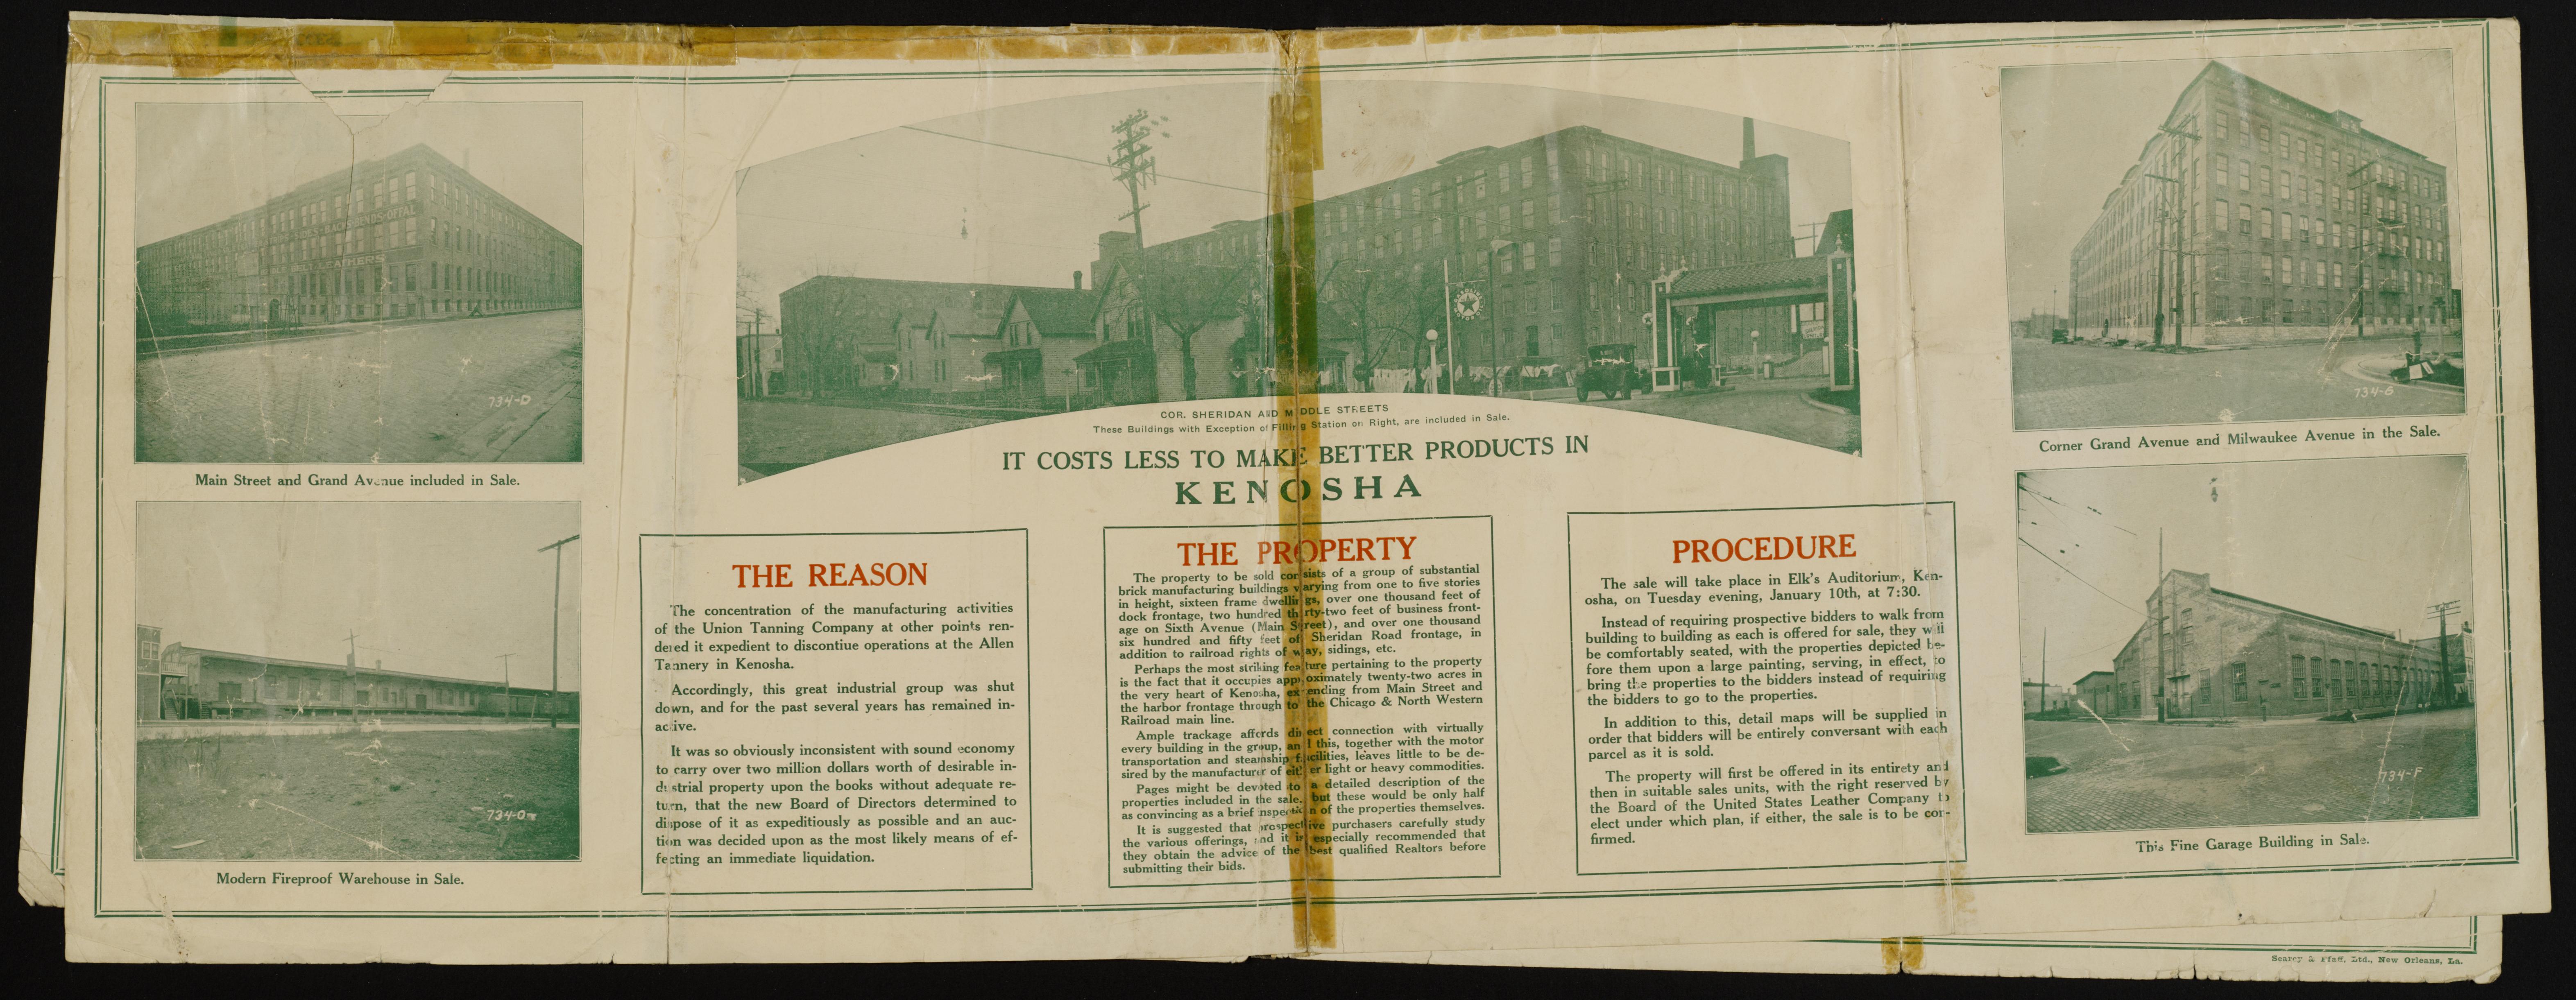 BENDS-OFFAL
BELT LEATHERS
734-D
Main Street and Grand Avenue included in Sale.
Modern Fireproof Warehouse in Sale.
COR. SHERIDAN AND MIDDLE STREETS
These Buildings with Exception of Filling Station on Right, are included in Sale.
IT COSTS LESS TO MAKE BETTER PRODUCTS IN
KENOSHA
THE REASON
The concentration of the manufacturing activities
of the Union Tanning Company at other points ren-
dered it expedient to discontiue operations at the Allen
Tannery in Kenosha.
Accordingly, this great industrial group was shut
down, and for the past several years has remained in-
active.
It was so obviously inconsistent with sound economy
to carry over two million dollars worth of desirable in-
dustrial property upon the books without adequate re-
turn, that the new Board of Directors determined to
dispose of it as expeditiously as possible and an auc-
tion was decided upon as the most likely means of ef-
fecting an immediate liquidation.
THE PROPERTY
The property to be sold consists of a group of substantial
brick manufacturing buildings varying from one to five stories
in height, sixteen frame dwellings, over one thousand feet of
dock frontage, two hundred thirty-two feet of business front-
age on Sixth Avenue (Main Street), and over one thousand
six hundred and fifty feet of Sheridan Road frontage, in
addition to railroad rights of way, sidings, etc.
Perhaps the most striking feature pertaining to the property
is the fact that it occupies approximately twenty-two acres in
the very heart of Kenosha, extending from Main Street and
the harbor frontage through to the Chicago & North Western
Railroad main line.
Ample trackage affords direct connection with virtually
every building in the group, and this, together with the motor
transportation and steamship facilities, leaves little to be de-
sired by the manufacturer of either light or heavy commodities.
Pages might be devoted to a detailed description of the
properties included in the sale, but these would be only half
as convincing as a brief inspection of the properties themselves.
It is suggested that prospective purchasers carefully study
the various offerings, and it is especially recommended that
they obtain the advice of the best qualified Realtors before
submitting their bids.
PROCEDURE
The sale will take place in Elk's Auditorium, Ken-
osha, on Tuesday evening, January 10th, at 7:30.
Instead of requiring prospective bidders to walk from
building to building as each is offered for sale, they will
be comfortably seated, with the properties depicted be-
fore them upon a large painting, serving, in effect, to
bring the properties to the bidders instead of requiring
the bidders to go to the properties.
In addition to this, detail maps will be supplied in
order that bidders will be entirely conversant with each
parcel as it is sold.
The property will first be offered in its entirety and
then in suitable sales units, with the right reserved by
the Board of the United States Leather Company to
elect under which plan, if either, the sale is to be con-
firmed.
734-G
Corner Grand Avenue and Milwaukee Avenue in the Sale.
734-F
This Fine Garage Building in Sale.
Searcy & Pfaff, Ltd., New Orleans, La.